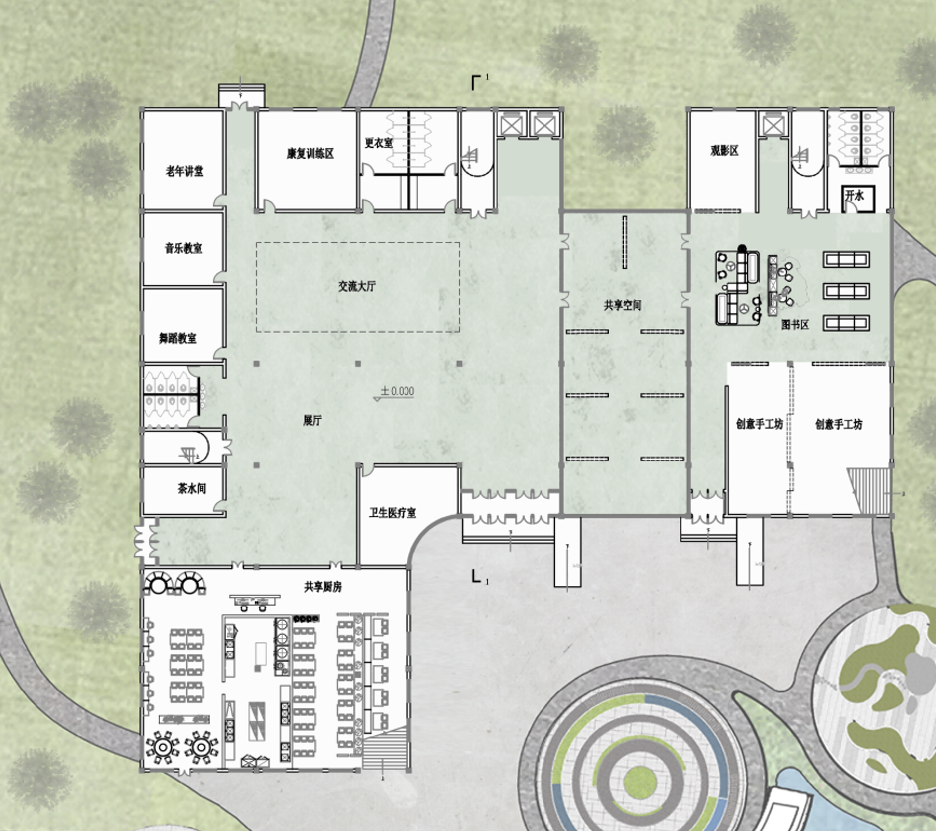 1
康复训练区
更衣室
老年讲堂
观影区
开水
音乐教室
交流大厅
共享空间
图书区
舞蹈教室
±0.000
展厅
创意手工坊
创意手工坊
茶水间
卫生医疗室
1
共享厨房